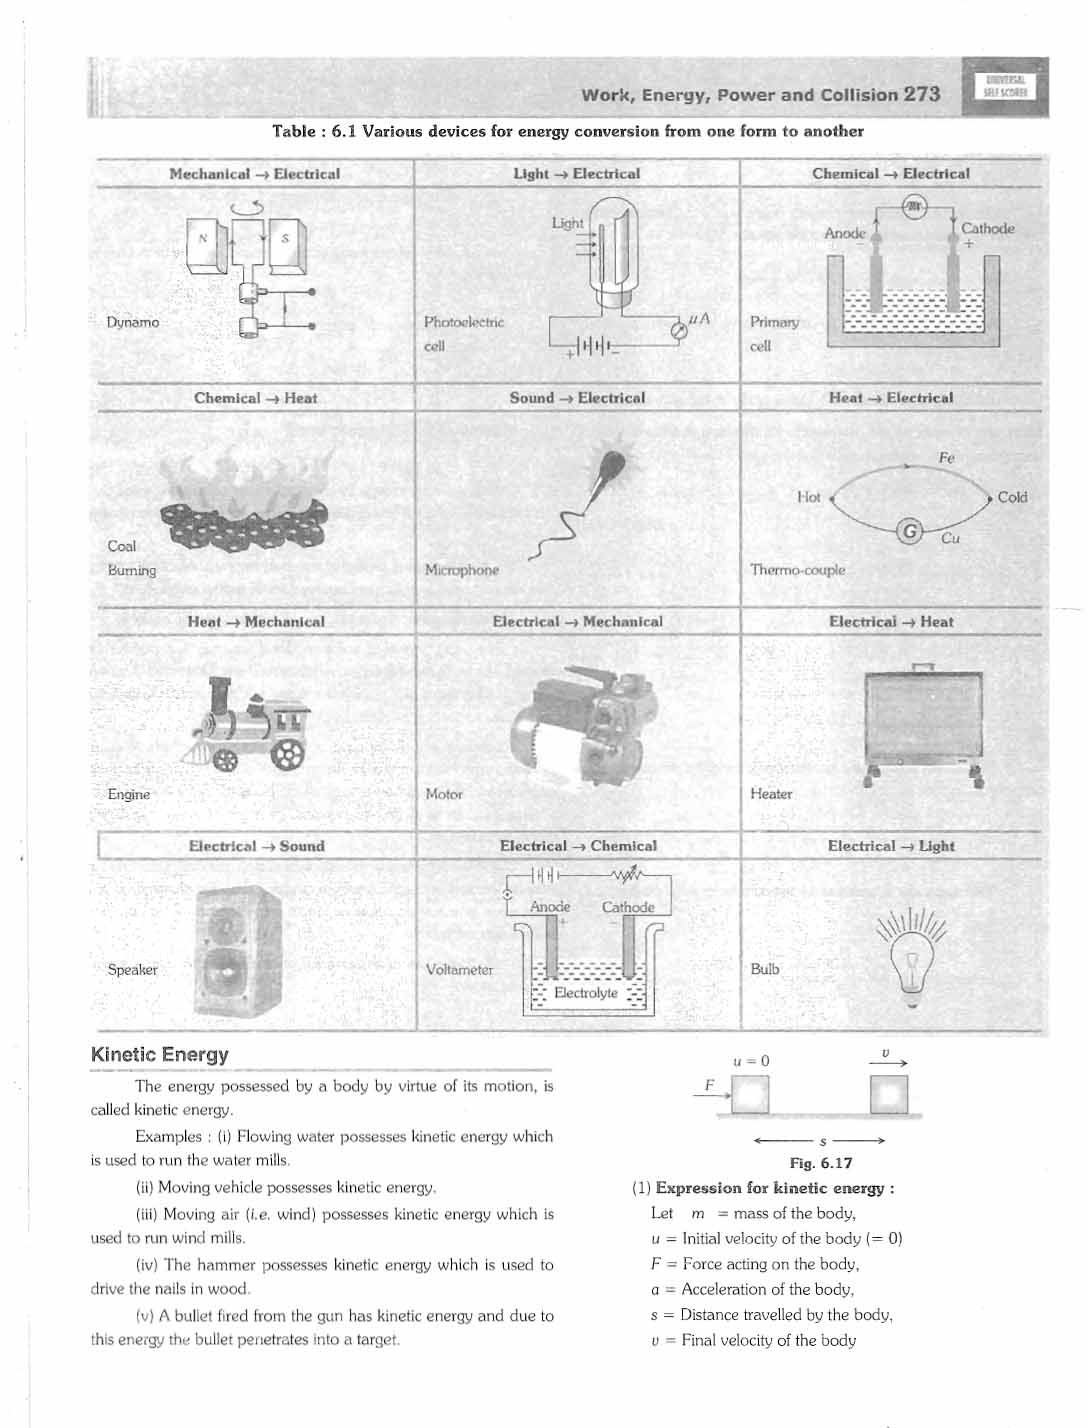 Work, Energy, Power and Collision 273
UNIVERSAL
SELF SCORER
Table : 6.1 Various devices for energy conversion from one form to another
Mechanical → Electrical
Light → Electrical
Chemical → Electrical
N
S
Dynamo
Light
Photoelectric
cell
μA
+
–
Anode
–
Cathode
+
Primary
cell
Chemical → Heat
Sound → Electrical
Heat → Electrical
Coal
Burning
Microphone
Fe
Hot
Cold
G
Cu
Thermo-couple
Heat → Mechanical
Electrical → Mechanical
Electrical → Heat
Engine
Motor
Heater
Electrical → Sound
Electrical → Chemical
Electrical → Light
Speaker
Anode
+
Cathode
–
Voltameter
Electrolyte
Bulb
Kinetic Energy
The energy possessed by a body by virtue of its motion, is
called kinetic energy.
Examples : (i) Flowing water possesses kinetic energy which
is used to run the water mills.
(ii) Moving vehicle possesses kinetic energy.
(iii) Moving air (i.e. wind) possesses kinetic energy which is
used to run wind mills.
(iv) The hammer possesses kinetic energy which is used to
drive the nails in wood.
(v) A bullet fired from the gun has kinetic energy and due to
this energy the bullet penetrates into a target.
u = 0
υ
F
s
Fig. 6.17
(1) Expression for kinetic energy :
Let m = mass of the body,
u = Initial velocity of the body (= 0)
F = Force acting on the body,
a = Acceleration of the body,
s = Distance travelled by the body,
υ = Final velocity of the body